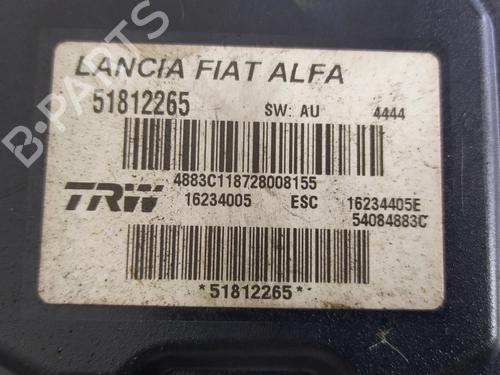 LANCIA FIAT ALFA
51812265 SW: AU 4444
4883C118728008155
TRW 16234005 ESC 16234405E
54084883C
*51812265*
B-PARTS